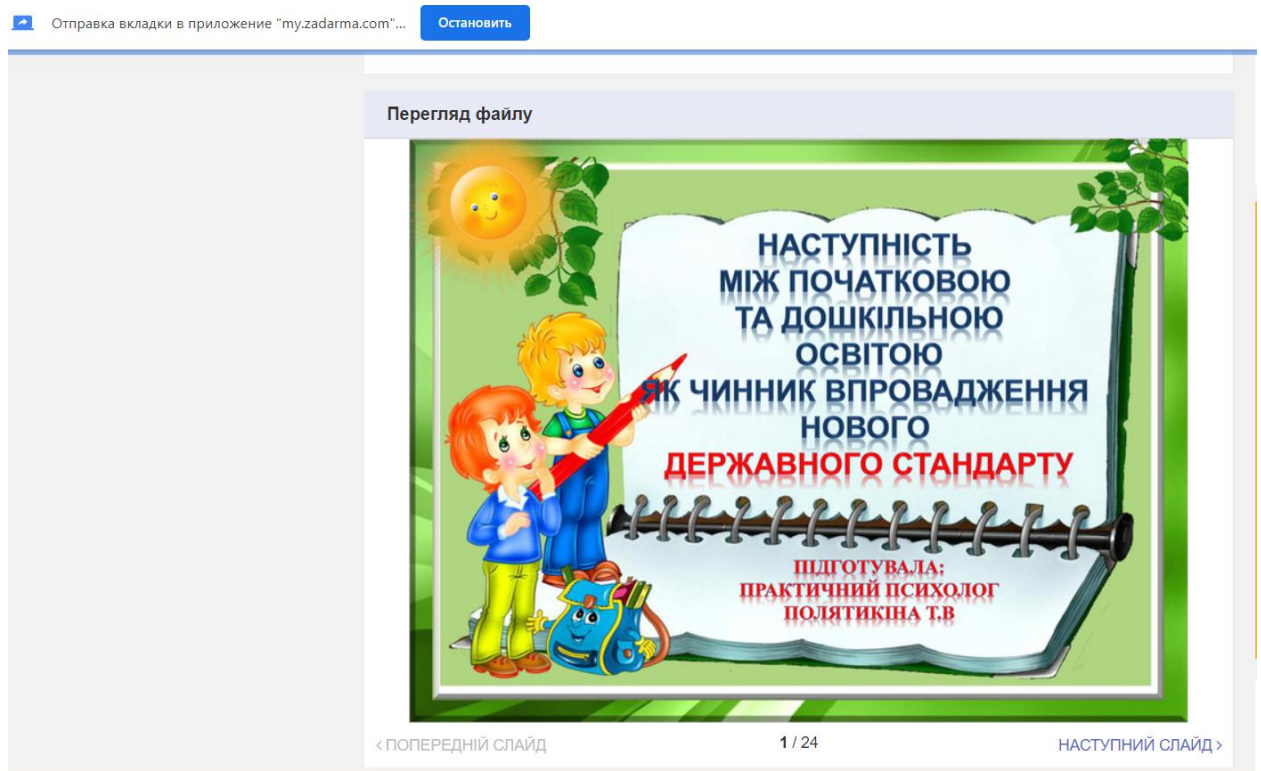 Отправка вкладки в приложение "my.zadarma.com"... Остановить
Перегляд файлу
НАСТУПНІСТЬ
МІЖ ПОЧАТКОВОЮ
ТА ДОШКІЛЬНОЮ
ОСВІТОЮ
ЯК ЧИННИК ВПРОВАДЖЕННЯ
НОВОГО
ДЕРЖАВНОГО СТАНДАРТУ
ПІДГОТУВАЛА:
ПРАКТИЧНИЙ ПСИХОЛОГ
ПОЛЯТИКІНА Т.В
< ПОПЕРЕДНІЙ СЛАЙД 1 / 24 НАСТУПНИЙ СЛАЙД >